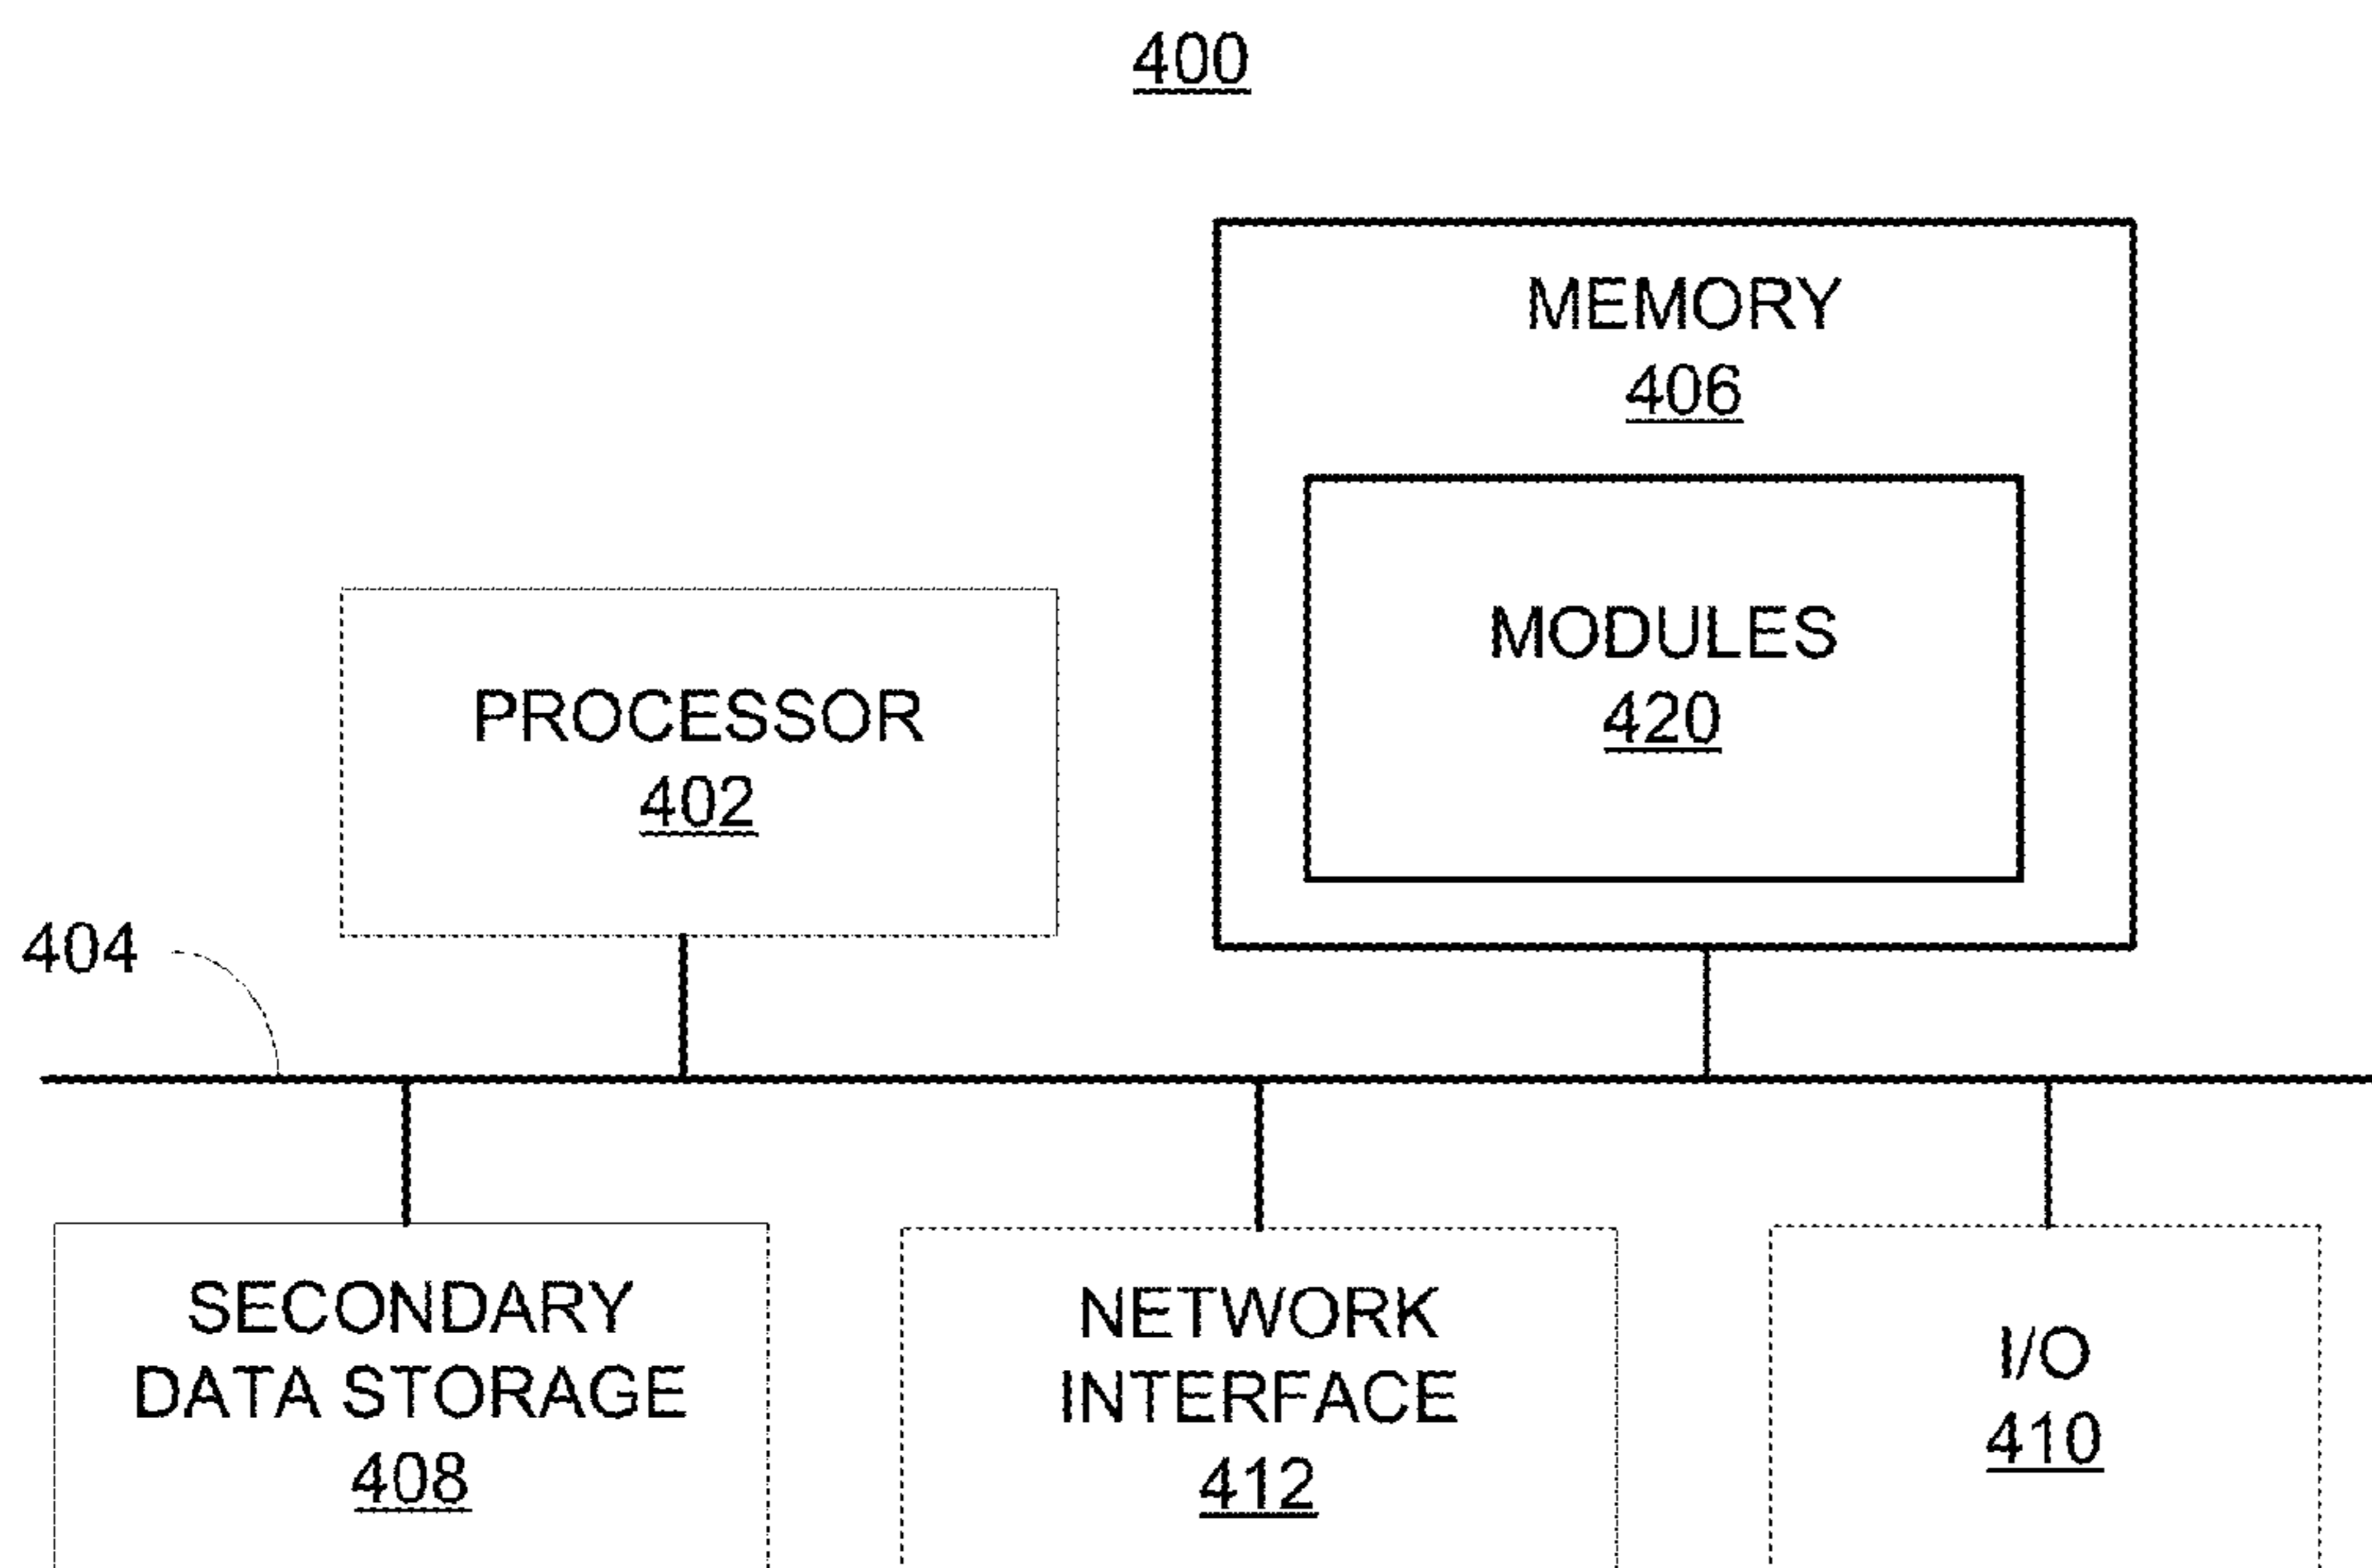 400
MEMORY
406
MODULES
420
PROCESSOR
402
404
SECONDARY
DATA STORAGE
408
NETWORK
INTERFACE
412
I/O
410